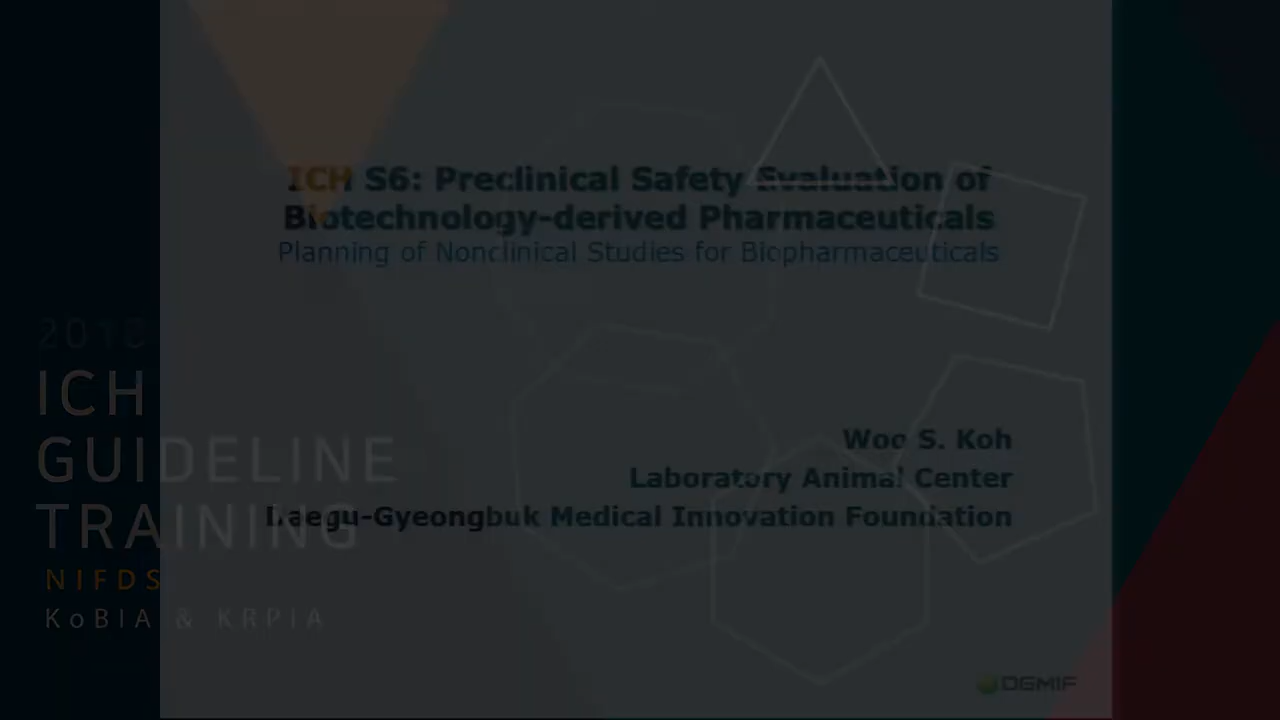 ICH S6: Preclinical Safety Evaluation of
Biotechnology-derived Pharmaceuticals
Planning of Nonclinical Studies for Biopharmaceuticals
2018
ICH
GUIDELINE
TRAINING
NIFDS
KoBIA & KRPIA
Woo S. Koh
Laboratory Animal Center
Daegu-Gyeongbuk Medical Innovation Foundation
DGMIF